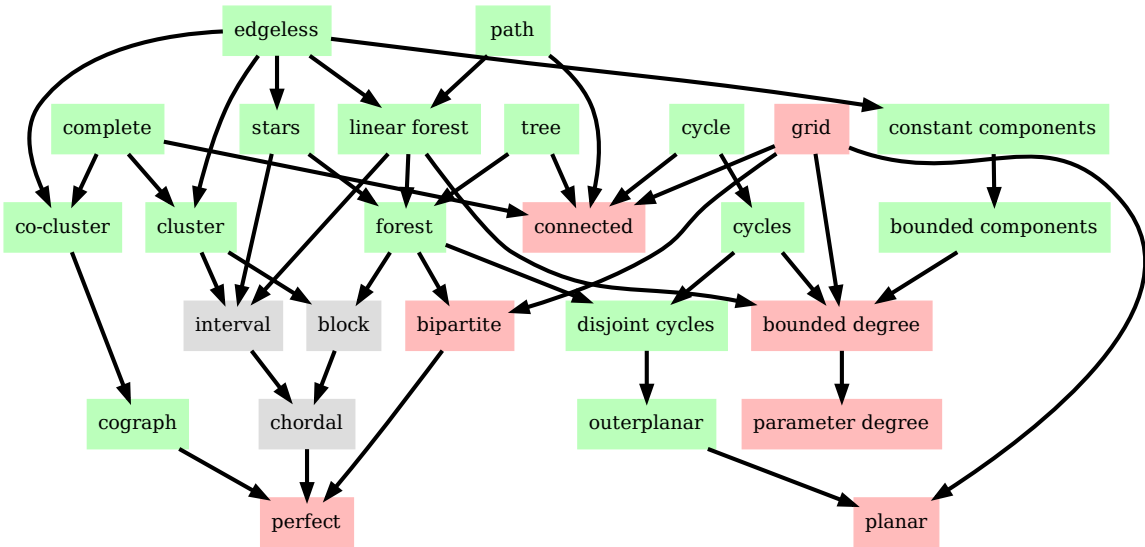 edgeless
path
complete
stars
linear forest
tree
cycle
grid
constant components
co-cluster
cluster
forest
connected
cycles
bounded components
interval
block
bipartite
disjoint cycles
bounded degree
cograph
chordal
outerplanar
parameter degree
perfect
planar